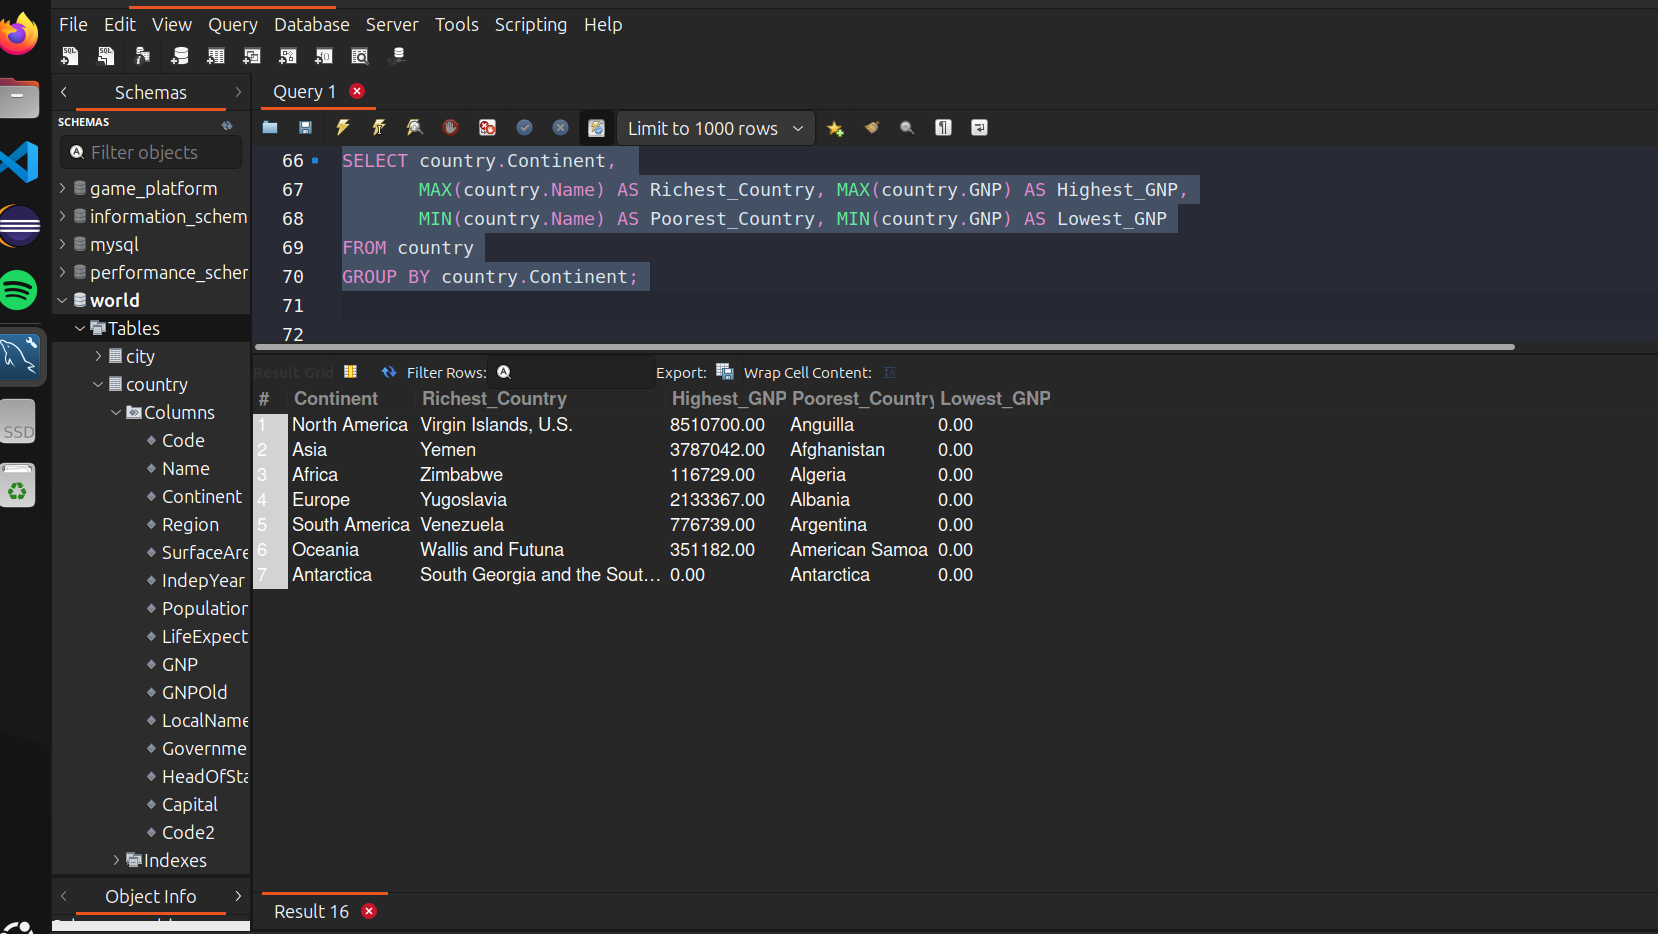 File Edit View Query Database Server Tools Scripting Help
Schemas
Query 1
SCHEMAS
Filter objects
Limit to 1000 rows
game_platform
information_schem
mysql
performance_scher
world
Tables
city
country
Columns
Code
Name
Continent
Region
SurfaceAre
IndepYear
Population
LifeExpect
GNP
GNPOld
LocalName
Governme
HeadOfSta
Capital
Code2
Indexes
Object Info
SSD
66 SELECT country.Continent,
67 MAX(country.Name) AS Richest_Country, MAX(country.GNP) AS Highest_GNP,
68 MIN(country.Name) AS Poorest_Country, MIN(country.GNP) AS Lowest_GNP
69 FROM country
70 GROUP BY country.Continent;
71
72
Result Grid Filter Rows: Export: Wrap Cell Content:
# Continent Richest_Country Highest_GNP Poorest_Country Lowest_GNP
1 North America Virgin Islands, U.S. 8510700.00 Anguilla 0.00
2 Asia Yemen 3787042.00 Afghanistan 0.00
3 Africa Zimbabwe 116729.00 Algeria 0.00
4 Europe Yugoslavia 2133367.00 Albania 0.00
5 South America Venezuela 776739.00 Argentina 0.00
6 Oceania Wallis and Futuna 351182.00 American Samoa 0.00
7 Antarctica South Georgia and the Sout... 0.00 Antarctica 0.00
Result 16